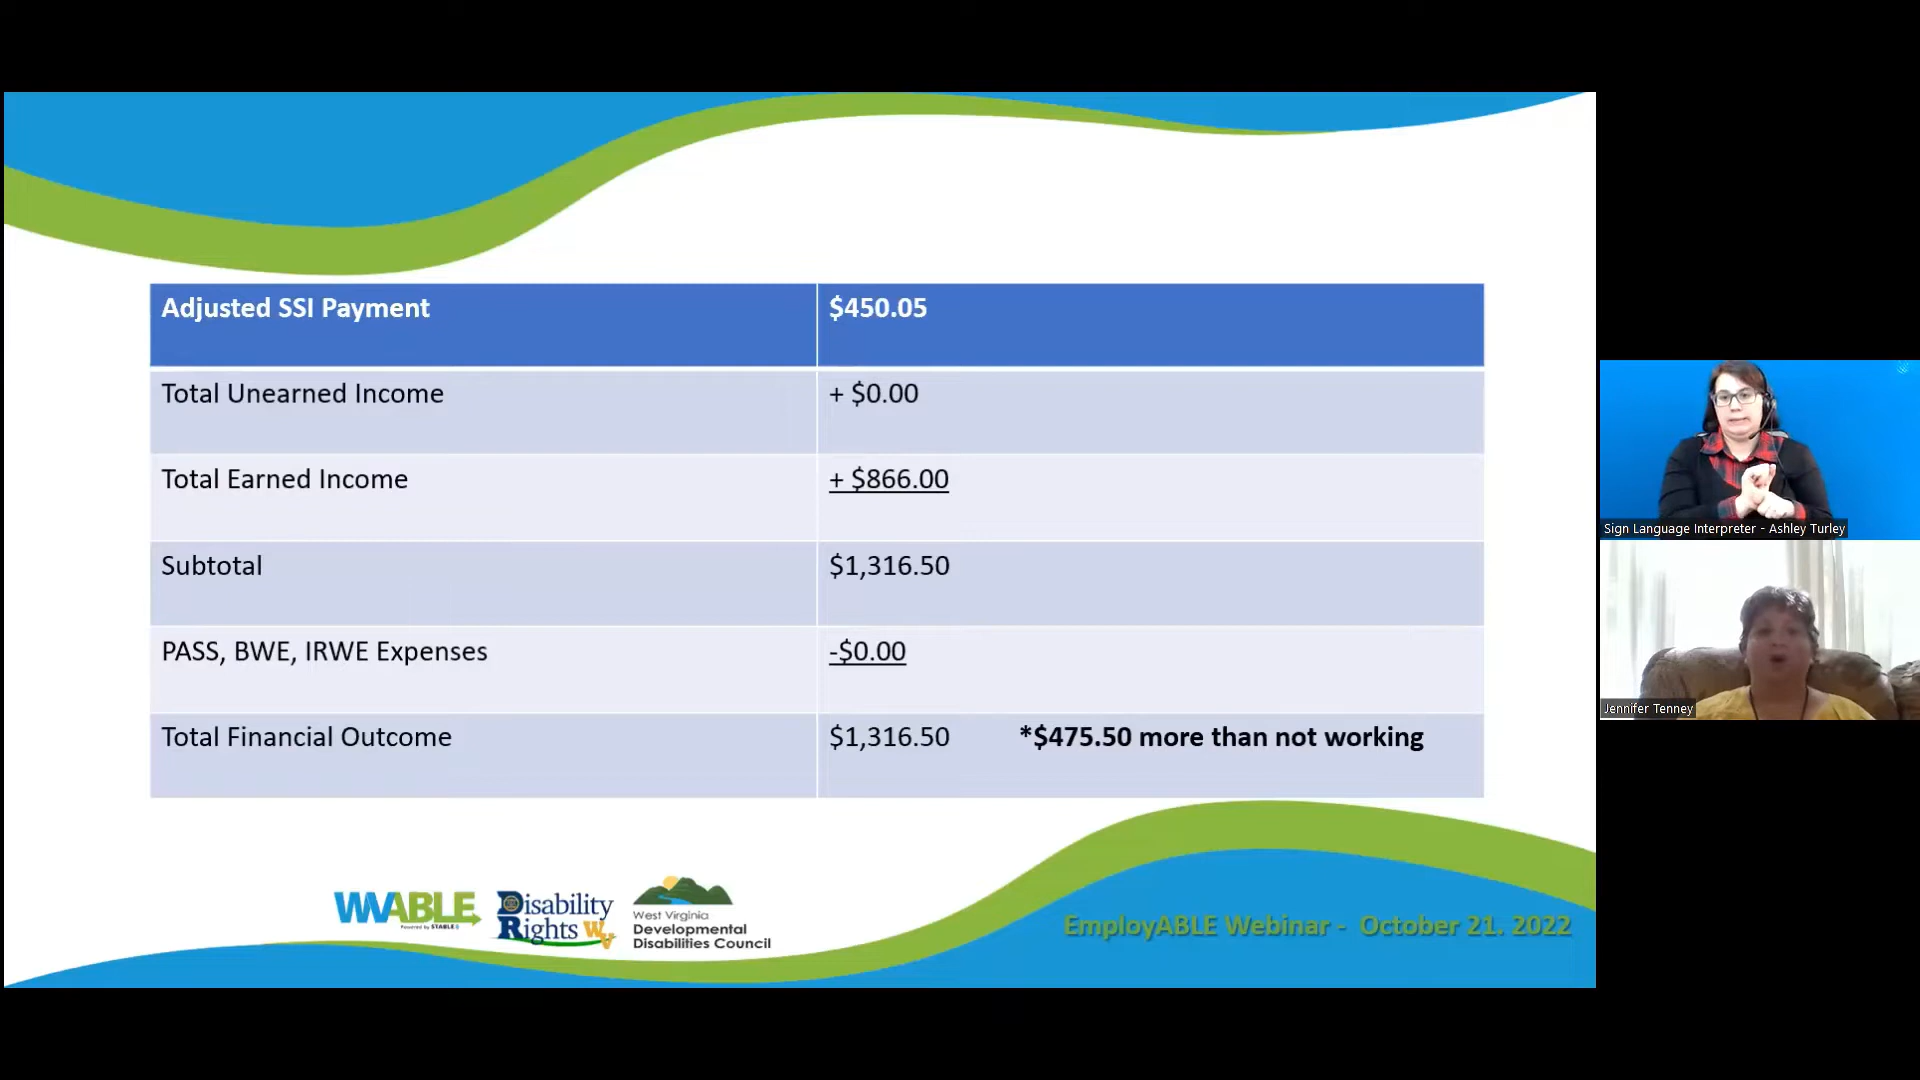 Adjusted SSI Payment $450.05
Total Unearned Income + $0.00
Total Earned Income + $866.00
Subtotal $1,316.50
PASS, BWE, IRWE Expenses -$0.00
Total Financial Outcome $1,316.50 *$475.50 more than not working
WVABLE
Powered by STABLE
Disability
Rights WV
West Virginia
Developmental
Disabilities Council
EmployABLE Webinar - October 21. 2022
Sign Language Interpreter - Ashley Turley
Jennifer Tenney